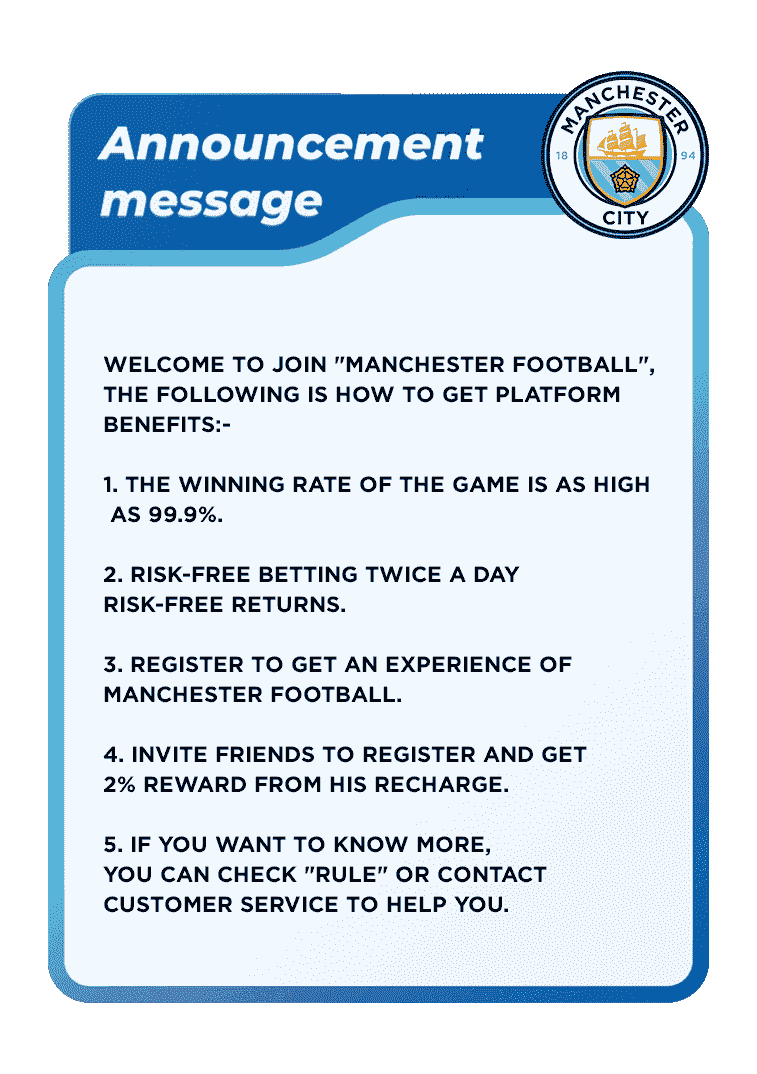 Announcement
message
MANCHESTER
18 94
CITY
WELCOME TO JOIN "MANCHESTER FOOTBALL",
THE FOLLOWING IS HOW TO GET PLATFORM
BENEFITS:-
1. THE WINNING RATE OF THE GAME IS AS HIGH
AS 99.9%.
2. RISK-FREE BETTING TWICE A DAY
RISK-FREE RETURNS.
3. REGISTER TO GET AN EXPERIENCE OF
MANCHESTER FOOTBALL.
4. INVITE FRIENDS TO REGISTER AND GET
2% REWARD FROM HIS RECHARGE.
5. IF YOU WANT TO KNOW MORE,
YOU CAN CHECK "RULE" OR CONTACT
CUSTOMER SERVICE TO HELP YOU.